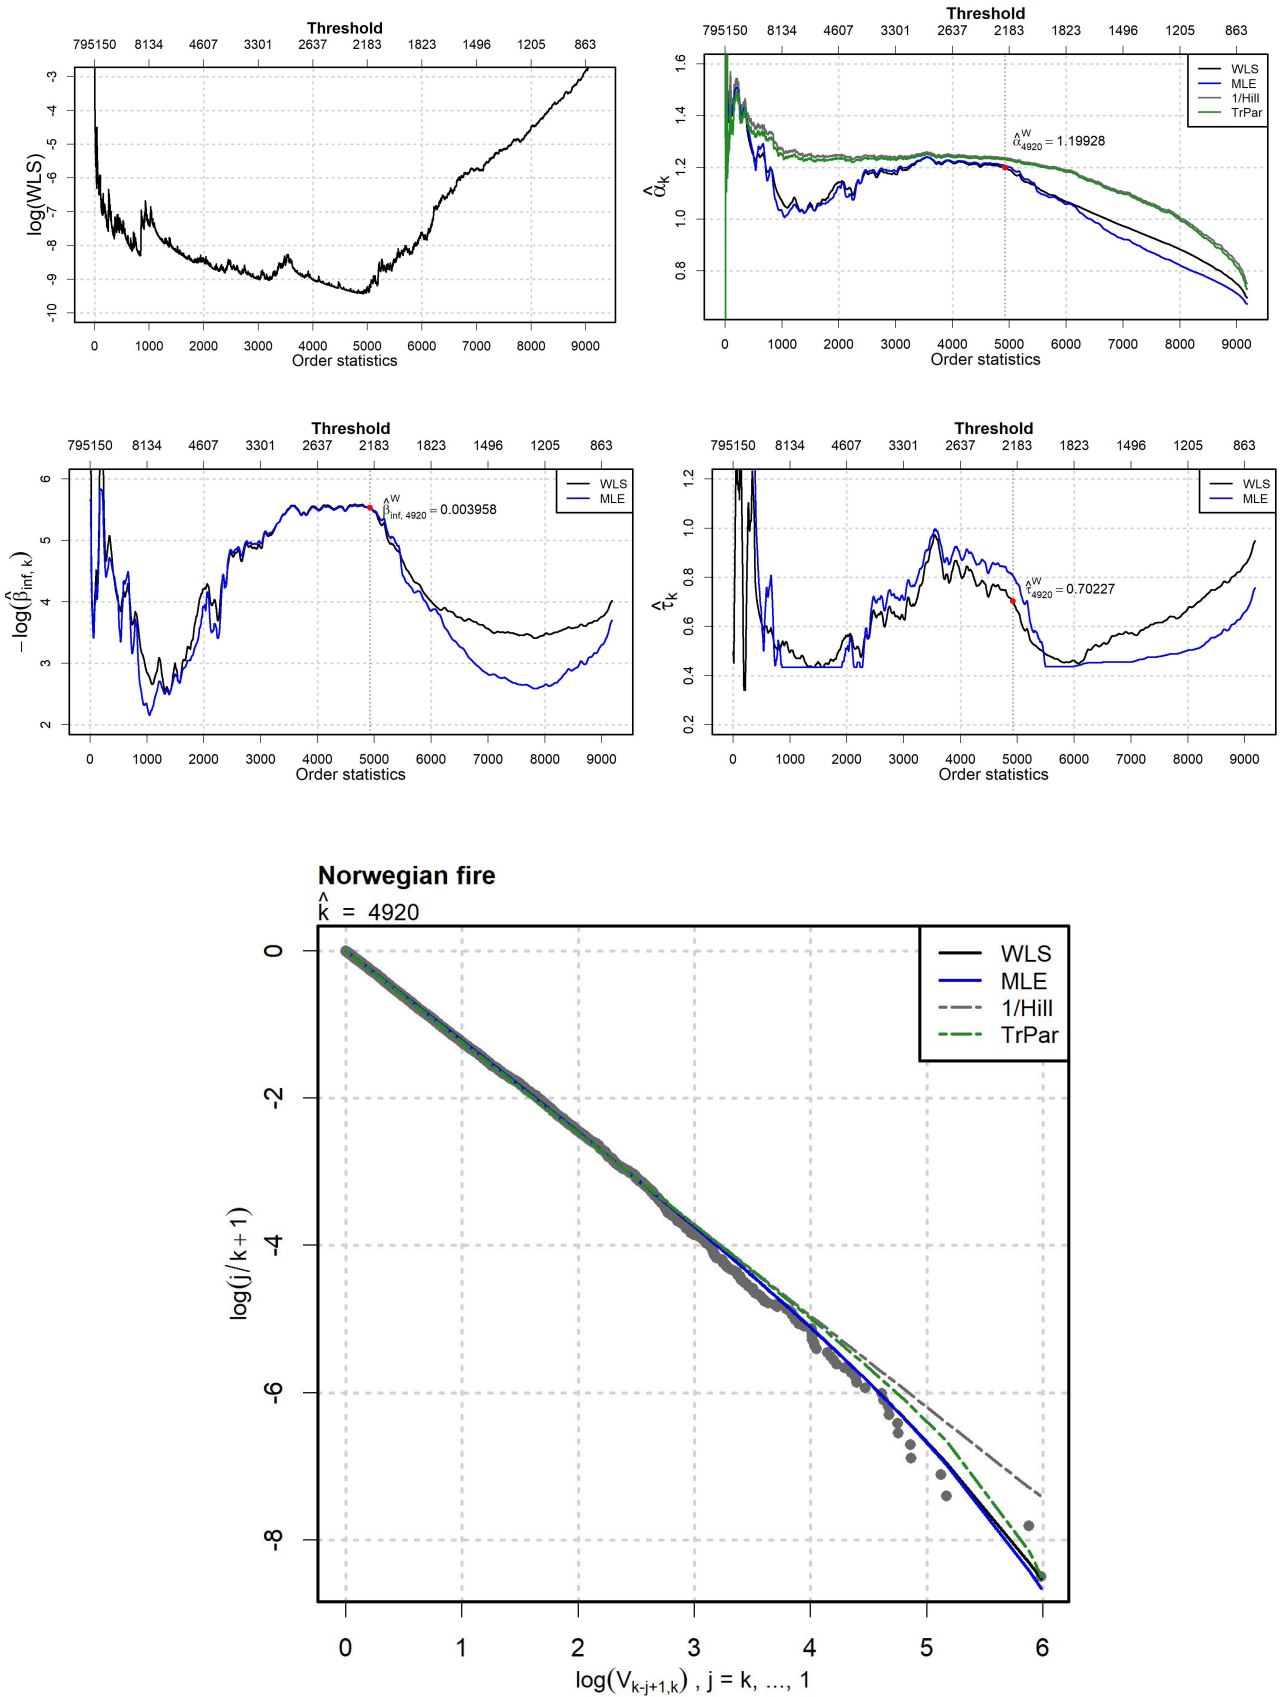 Threshold
795150 8134 4607 3301 2637 2183 1823 1496 1205 863
log(WLS)
-3
-4
-5
-6
-7
-8
-9
-10
0 1000 2000 3000 4000 5000 6000 7000 8000 9000
Order statistics
Threshold
795150 8134 4607 3301 2637 2183 1823 1496 1205 863
α̂ₖ
1.6
1.4
1.2
1.0
0.8
WLS
MLE
1/Hill
TrPar
α̂ᵂ₄₉₂₀ = 1.19928
0 1000 2000 3000 4000 5000 6000 7000 8000 9000
Order statistics
Threshold
795150 8134 4607 3301 2637 2183 1823 1496 1205 863
−log(β̂inf, k)
6
5
4
3
2
WLS
MLE
β̂ᵂinf, 4920 = 0.003958
0 1000 2000 3000 4000 5000 6000 7000 8000 9000
Order statistics
Threshold
795150 8134 4607 3301 2637 2183 1823 1496 1205 863
τ̂ₖ
1.2
1.0
0.8
0.6
0.4
0.2
WLS
MLE
τ̂ᵂ₄₉₂₀ = 0.70227
0 1000 2000 3000 4000 5000 6000 7000 8000 9000
Order statistics
Norwegian fire
k̂ = 4920
log(j/k+1)
0
-2
-4
-6
-8
WLS
MLE
1/Hill
TrPar
0 1 2 3 4 5 6
log(Vk-j+1,k) , j = k, ..., 1